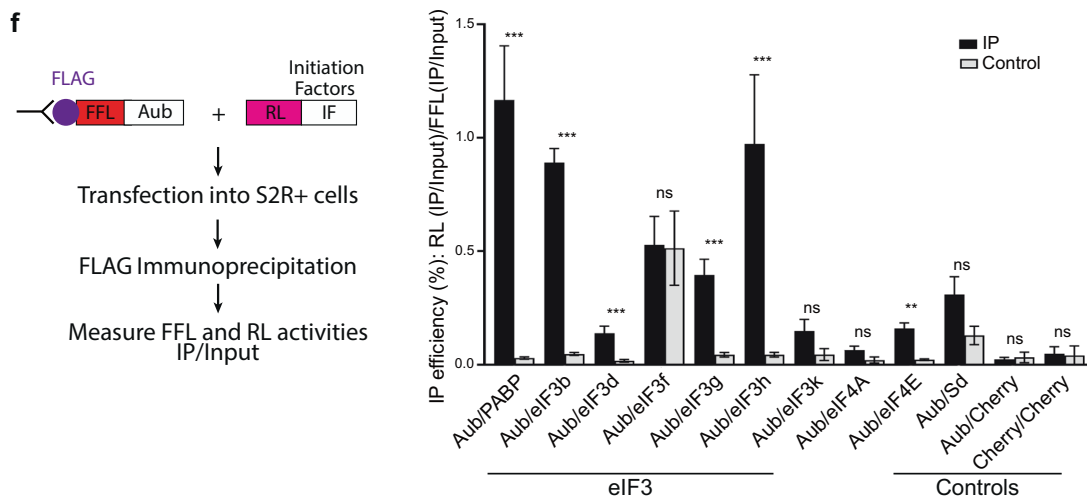 f
FLAG
FFL Aub + RL IF
Initiation
Factors
Transfection into S2R+ cells
FLAG Immunoprecipitation
Measure FFL and RL activities
IP/Input
IP efficiency (%): RL (IP/Input)/FFL(IP/Input)
1.5
1.0
0.5
0.0
IP
Control
***
***
***
ns
***
***
ns
ns
**
ns
ns
ns
Aub/PABP
Aub/eIF3b
Aub/eIF3d
Aub/eIF3f
Aub/eIF3g
Aub/eIF3h
Aub/eIF3k
Aub/eIF4A
Aub/eIF4E
Aub/Sd
Aub/Cherry
Cherry/Cherry
eIF3
Controls